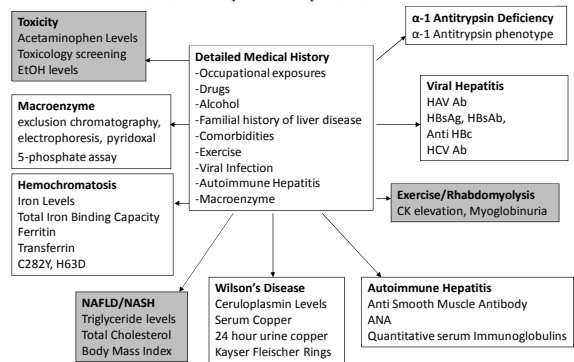 Toxicity
Acetaminophen Levels
Toxicology screening
EtOH levels
α-1 Antitrypsin Deficiency
α-1 Antitrypsin phenotype
Detailed Medical History
-Occupational exposures
-Drugs
-Alcohol
-Familial history of liver disease
-Comorbidities
-Exercise
-Viral Infection
-Autoimmune Hepatitis
-Macroenzyme
Viral Hepatitis
HAV Ab
HBsAg, HBsAb,
Anti HBc
HCV Ab
Macroenzyme
exclusion chromatography,
electrophoresis, pyridoxal
5-phosphate assay
Hemochromatosis
Iron Levels
Total Iron Binding Capacity
Ferritin
Transferrin
C282Y, H63D
Exercise/Rhabdomyolysis
CK elevation, Myoglobinuria
NAFLD/NASH
Triglyceride levels
Total Cholesterol
Body Mass Index
Wilson's Disease
Ceruloplasmin Levels
Serum Copper
24 hour urine copper
Kayser Fleischer Rings
Autoimmune Hepatitis
Anti Smooth Muscle Antibody
ANA
Quantitative serum Immunoglobulins